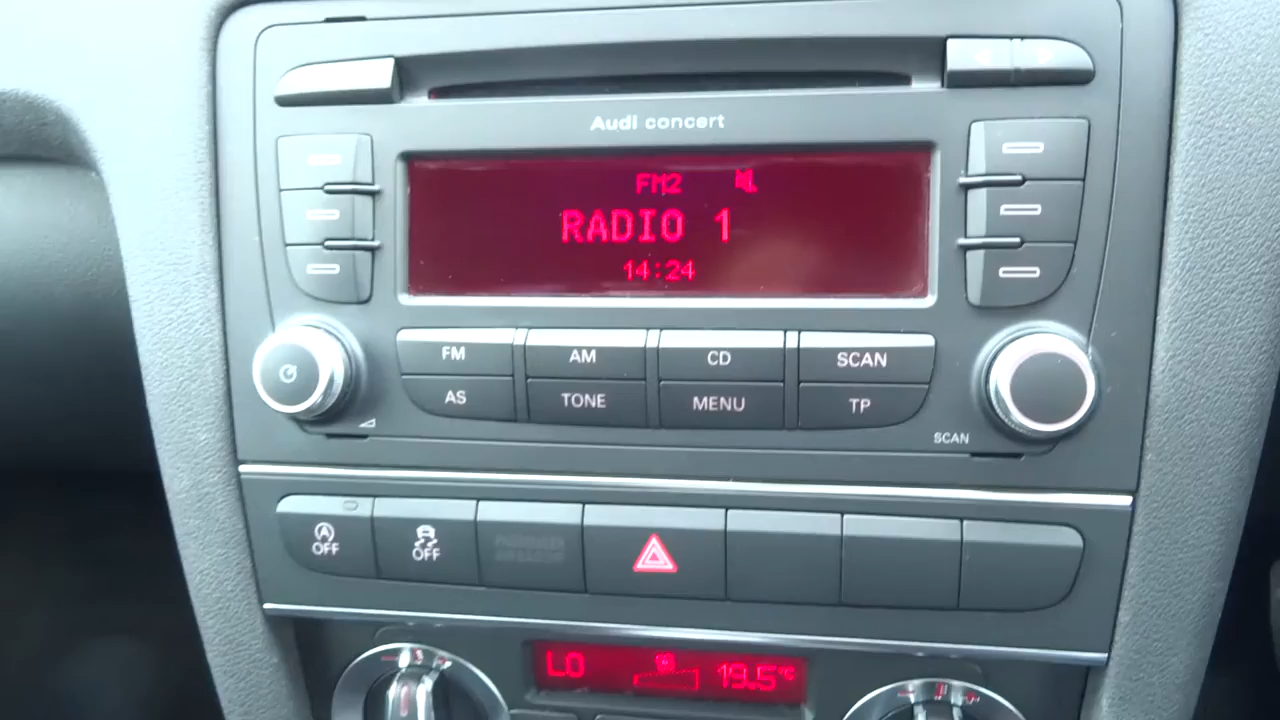 Audi concert
FM2
RADIO 1
14:24
FM AM CD SCAN
AS TONE MENU TP
SCAN
A OFF
OFF
LO 19.5°C